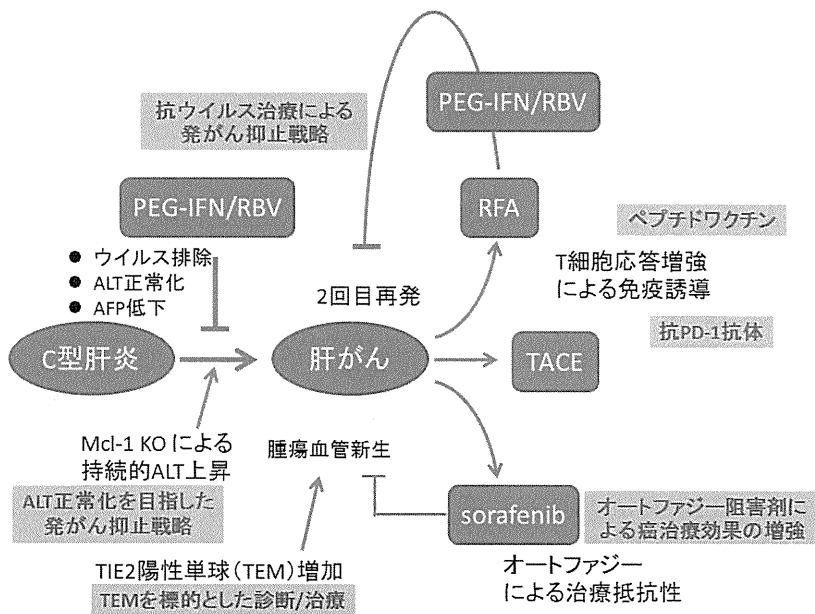 抗ウイルス治療による
発がん抑止戦略
PEG-IFN/RBV
PEG-IFN/RBV
RFA
ペプチドワクチン
● ウイルス排除
● ALT正常化
● AFP低下
2回目再発
T細胞応答増強
による免疫誘導
C型肝炎
肝がん
TACE
抗PD-1抗体
Mcl-1 KO による
持続的ALT上昇
腫瘍血管新生
ALT正常化を目指した
発がん抑止戦略
sorafenib
オートファジー阻害剤に
よる癌治療効果の増強
TIE2陽性単球(TEM)増加
TEMを標的とした診断/治療
オートファジー
による治療抵抗性